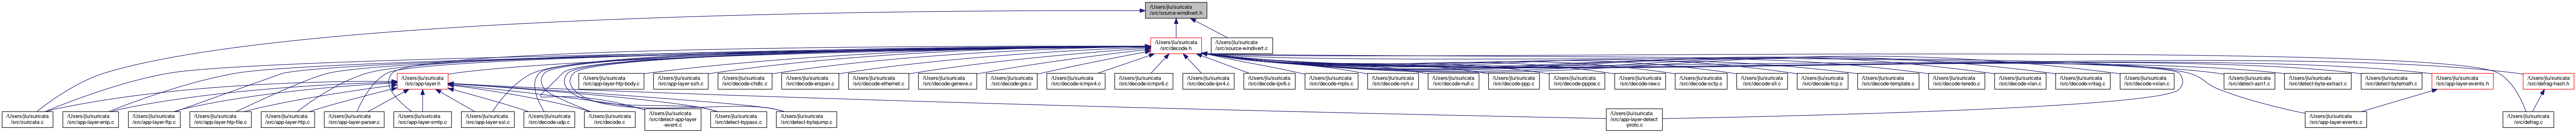 /Users/jlu/suricata
/src/source-windivert.h
/Users/jlu/suricata
/src/decode.h
/Users/jlu/suricata
/src/source-windivert.c
/Users/jlu/suricata
/src/app-layer.h
/Users/jlu/suricata
/src/app-layer-htp-body.c
/Users/jlu/suricata
/src/app-layer-ssh.c
/Users/jlu/suricata
/src/decode-chdlc.c
/Users/jlu/suricata
/src/decode-erspan.c
/Users/jlu/suricata
/src/decode-ethernet.c
/Users/jlu/suricata
/src/decode-geneve.c
/Users/jlu/suricata
/src/decode-gre.c
/Users/jlu/suricata
/src/decode-icmpv4.c
/Users/jlu/suricata
/src/decode-icmpv6.c
/Users/jlu/suricata
/src/decode-ipv4.c
/Users/jlu/suricata
/src/decode-ipv6.c
/Users/jlu/suricata
/src/decode-mpls.c
/Users/jlu/suricata
/src/decode-nsh.c
/Users/jlu/suricata
/src/decode-null.c
/Users/jlu/suricata
/src/decode-ppp.c
/Users/jlu/suricata
/src/decode-pppoe.c
/Users/jlu/suricata
/src/decode-raw.c
/Users/jlu/suricata
/src/decode-sctp.c
/Users/jlu/suricata
/src/decode-sll.c
/Users/jlu/suricata
/src/decode-tcp.c
/Users/jlu/suricata
/src/decode-template.c
/Users/jlu/suricata
/src/decode-teredo.c
/Users/jlu/suricata
/src/decode-vlan.c
/Users/jlu/suricata
/src/decode-vntag.c
/Users/jlu/suricata
/src/decode-vxlan.c
/Users/jlu/suricata
/src/detect-asn1.c
/Users/jlu/suricata
/src/detect-byte-extract.c
/Users/jlu/suricata
/src/detect-bytemath.c
/Users/jlu/suricata
/src/app-layer-events.h
/Users/jlu/suricata
/src/defrag-hash.h
/Users/jlu/suricata
/src/suricata.c
/Users/jlu/suricata
/src/app-layer-enip.c
/Users/jlu/suricata
/src/app-layer-ftp.c
/Users/jlu/suricata
/src/app-layer-htp-file.c
/Users/jlu/suricata
/src/app-layer-htp.c
/Users/jlu/suricata
/src/app-layer-parser.c
/Users/jlu/suricata
/src/app-layer-smtp.c
/Users/jlu/suricata
/src/app-layer-ssl.c
/Users/jlu/suricata
/src/decode-udp.c
/Users/jlu/suricata
/src/decode.c
/Users/jlu/suricata
/src/detect-app-layer
-event.c
/Users/jlu/suricata
/src/detect-bypass.c
/Users/jlu/suricata
/src/detect-bytejump.c
/Users/jlu/suricata
/src/app-layer-detect
-proto.c
/Users/jlu/suricata
/src/app-layer-events.c
/Users/jlu/suricata
/src/defrag.c